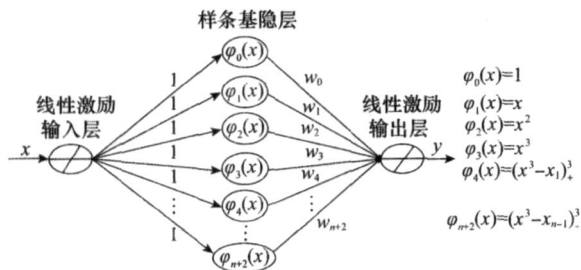 样条基隐层
φ₀(x)
φ₁(x)
φ₂(x)
φ₃(x)
φ₄(x)
⋮
φₙ₊₂(x)
线性激励
输入层
x
1
1
1
1
1
⋮
1
w₀
w₁
w₂
w₃
w₄
⋮
wₙ₊₂
线性激励
输出层
y
φ₀(x)=1
φ₁(x)=x
φ₂(x)=x²
φ₃(x)=x³
φ₄(x)=(x³−x₁)³₊
φₙ₊₂(x)=(x³−xₙ₋₁)³